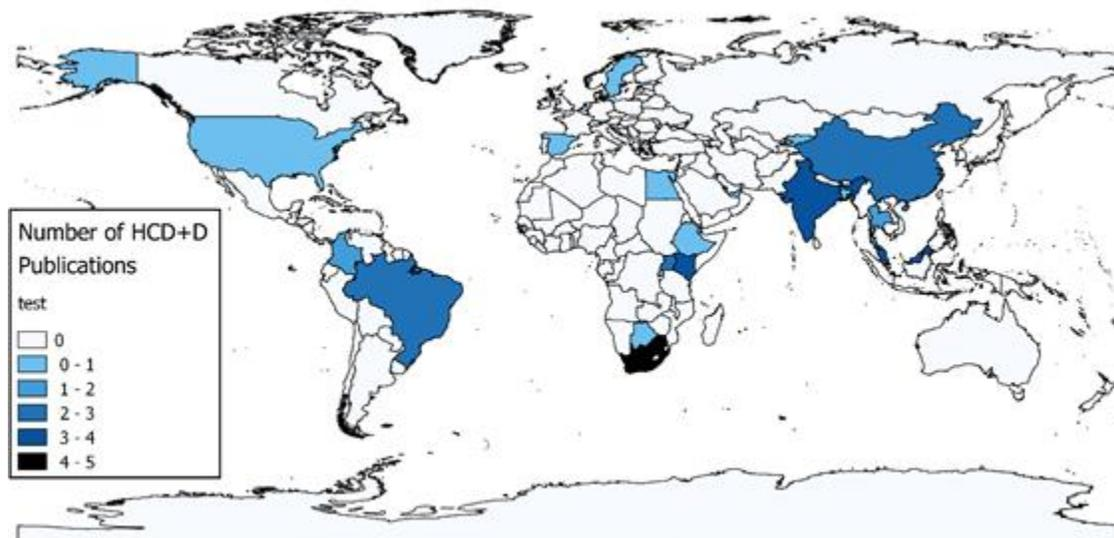 Number of HCD+D
Publications
test
0
0 - 1
1 - 2
2 - 3
3 - 4
4 - 5